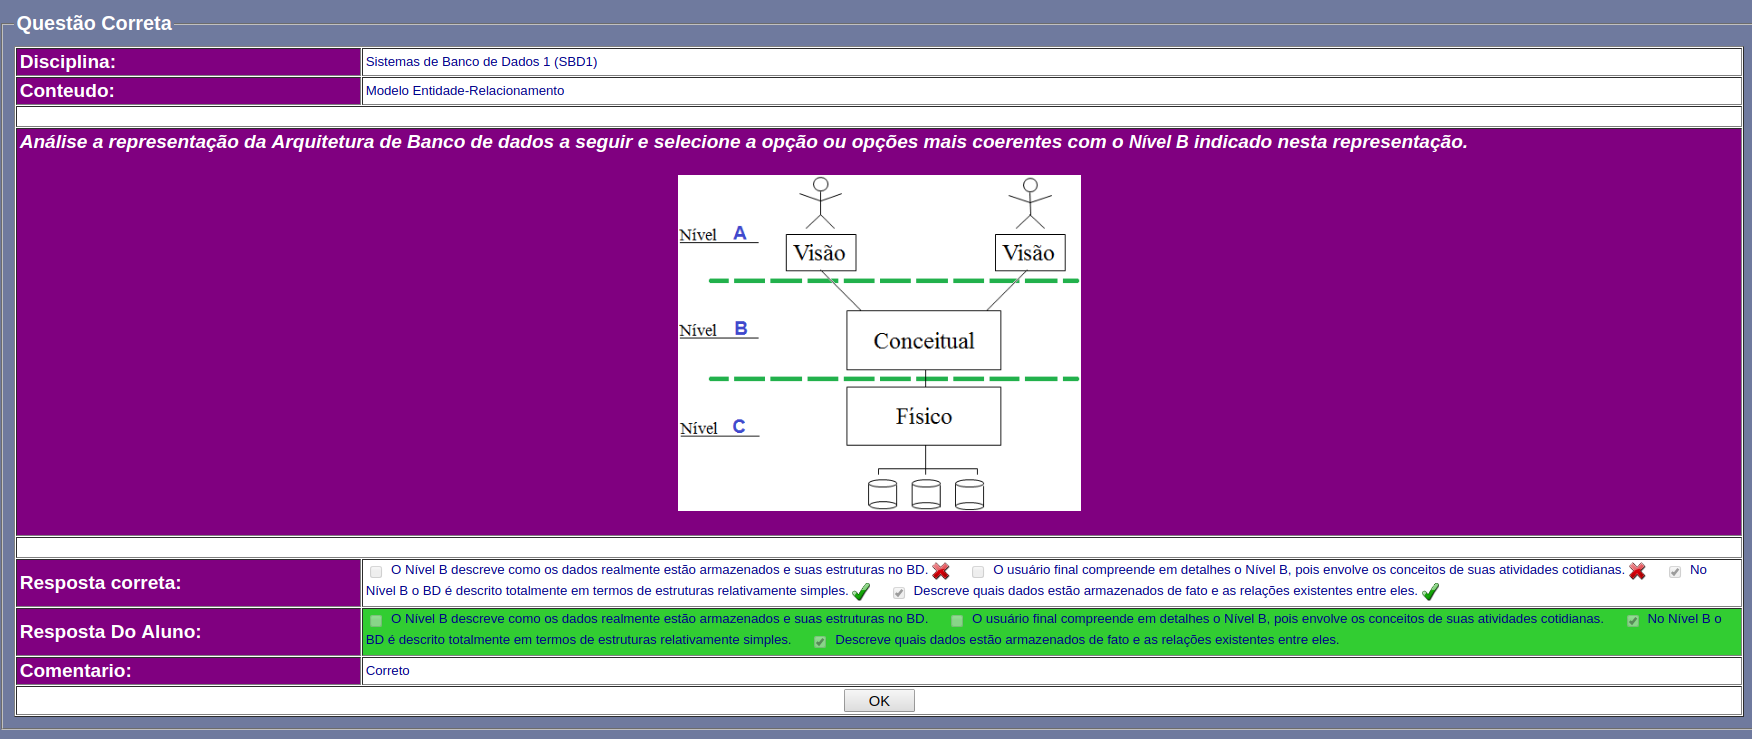 Questão Correta
Disciplina:
Sistemas de Banco de Dados 1 (SBD1)
Conteudo:
Modelo Entidade-Relacionamento
Análise a representação da Arquitetura de Banco de dados a seguir e selecione a opção ou opções mais coerentes com o Nível B indicado nesta representação.
Nível A
Visão
Visão
Nível B
Conceitual
Físico
Nível C
Resposta correta:
O Nível B descreve como os dados realmente estão armazenados e suas estruturas no BD. O usuário final compreende em detalhes o Nível B, pois envolve os conceitos de suas atividades cotidianas. No
Nível B o BD é descrito totalmente em termos de estruturas relativamente simples. Descreve quais dados estão armazenados de fato e as relações existentes entre eles.
Resposta Do Aluno:
O Nível B descreve como os dados realmente estão armazenados e suas estruturas no BD. O usuário final compreende em detalhes o Nível B, pois envolve os conceitos de suas atividades cotidianas. No Nível B o
BD é descrito totalmente em termos de estruturas relativamente simples. Descreve quais dados estão armazenados de fato e as relações existentes entre eles.
Comentario:
Correto
OK